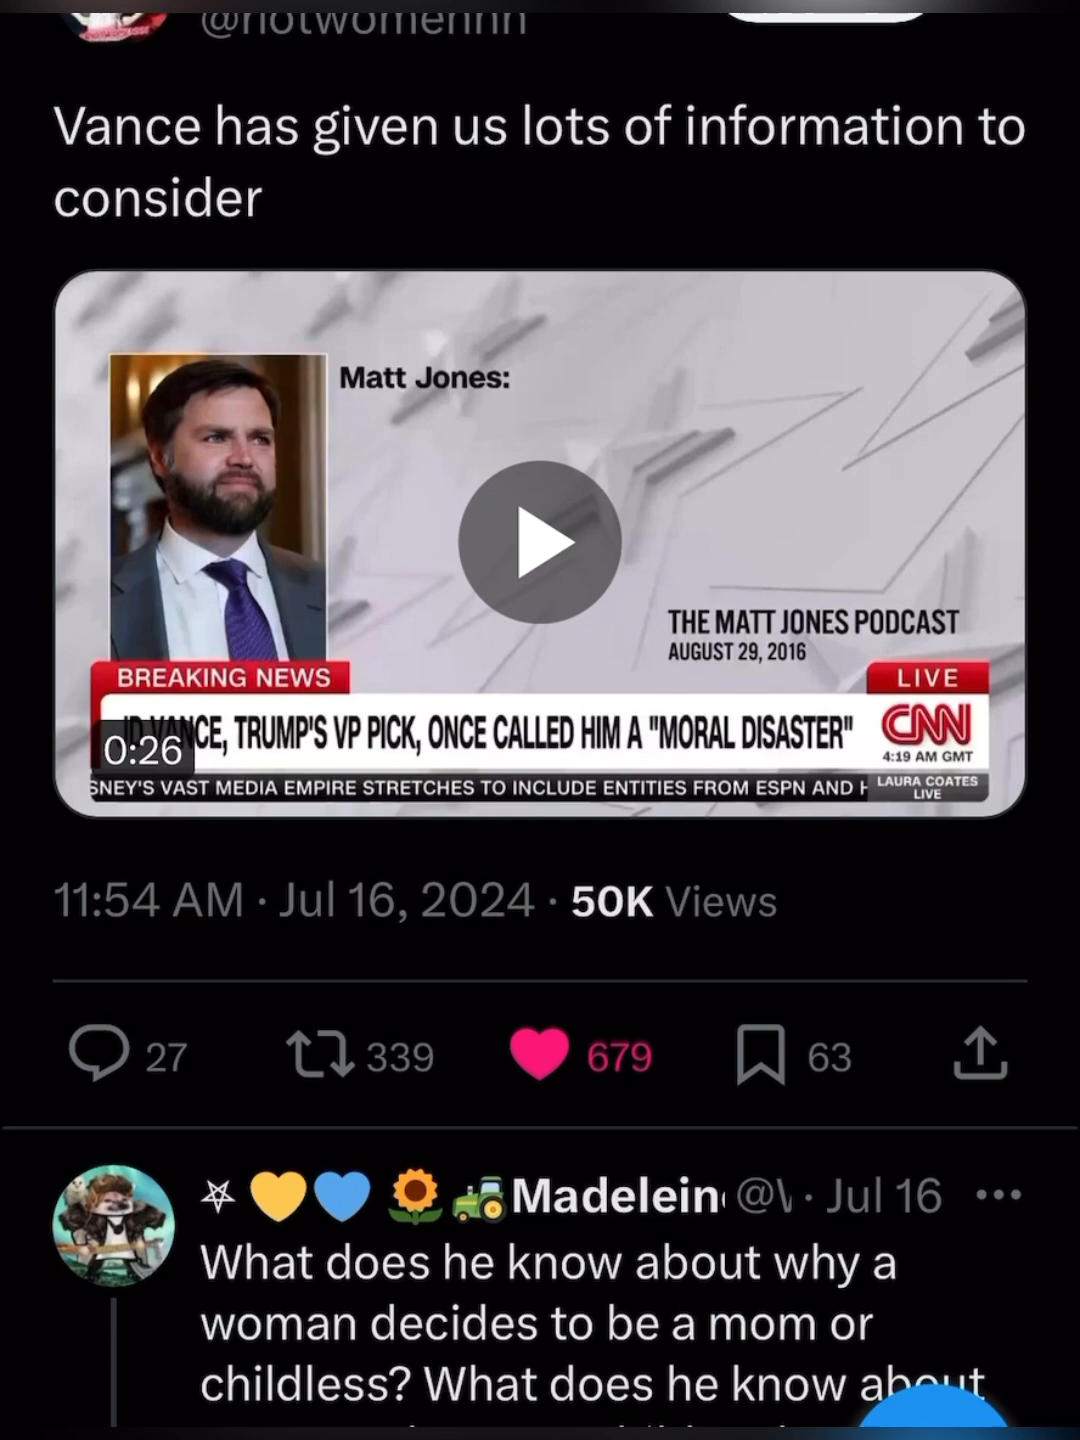 @riotwomennn
Vance has given us lots of information to
consider
Matt Jones:
THE MATT JONES PODCAST
AUGUST 29, 2016
BREAKING NEWS
LIVE
JD VANCE, TRUMP'S VP PICK, ONCE CALLED HIM A "MORAL DISASTER"
CNN
0:26
4:19 AM GMT
SNEY'S VAST MEDIA EMPIRE STRETCHES TO INCLUDE ENTITIES FROM ESPN AND H
LAURA COATES
LIVE
11:54 AM · Jul 16, 2024 · 50K Views
27 339 679 63
Madelein @ · Jul 16 •••
What does he know about why a
woman decides to be a mom or
childless? What does he know about